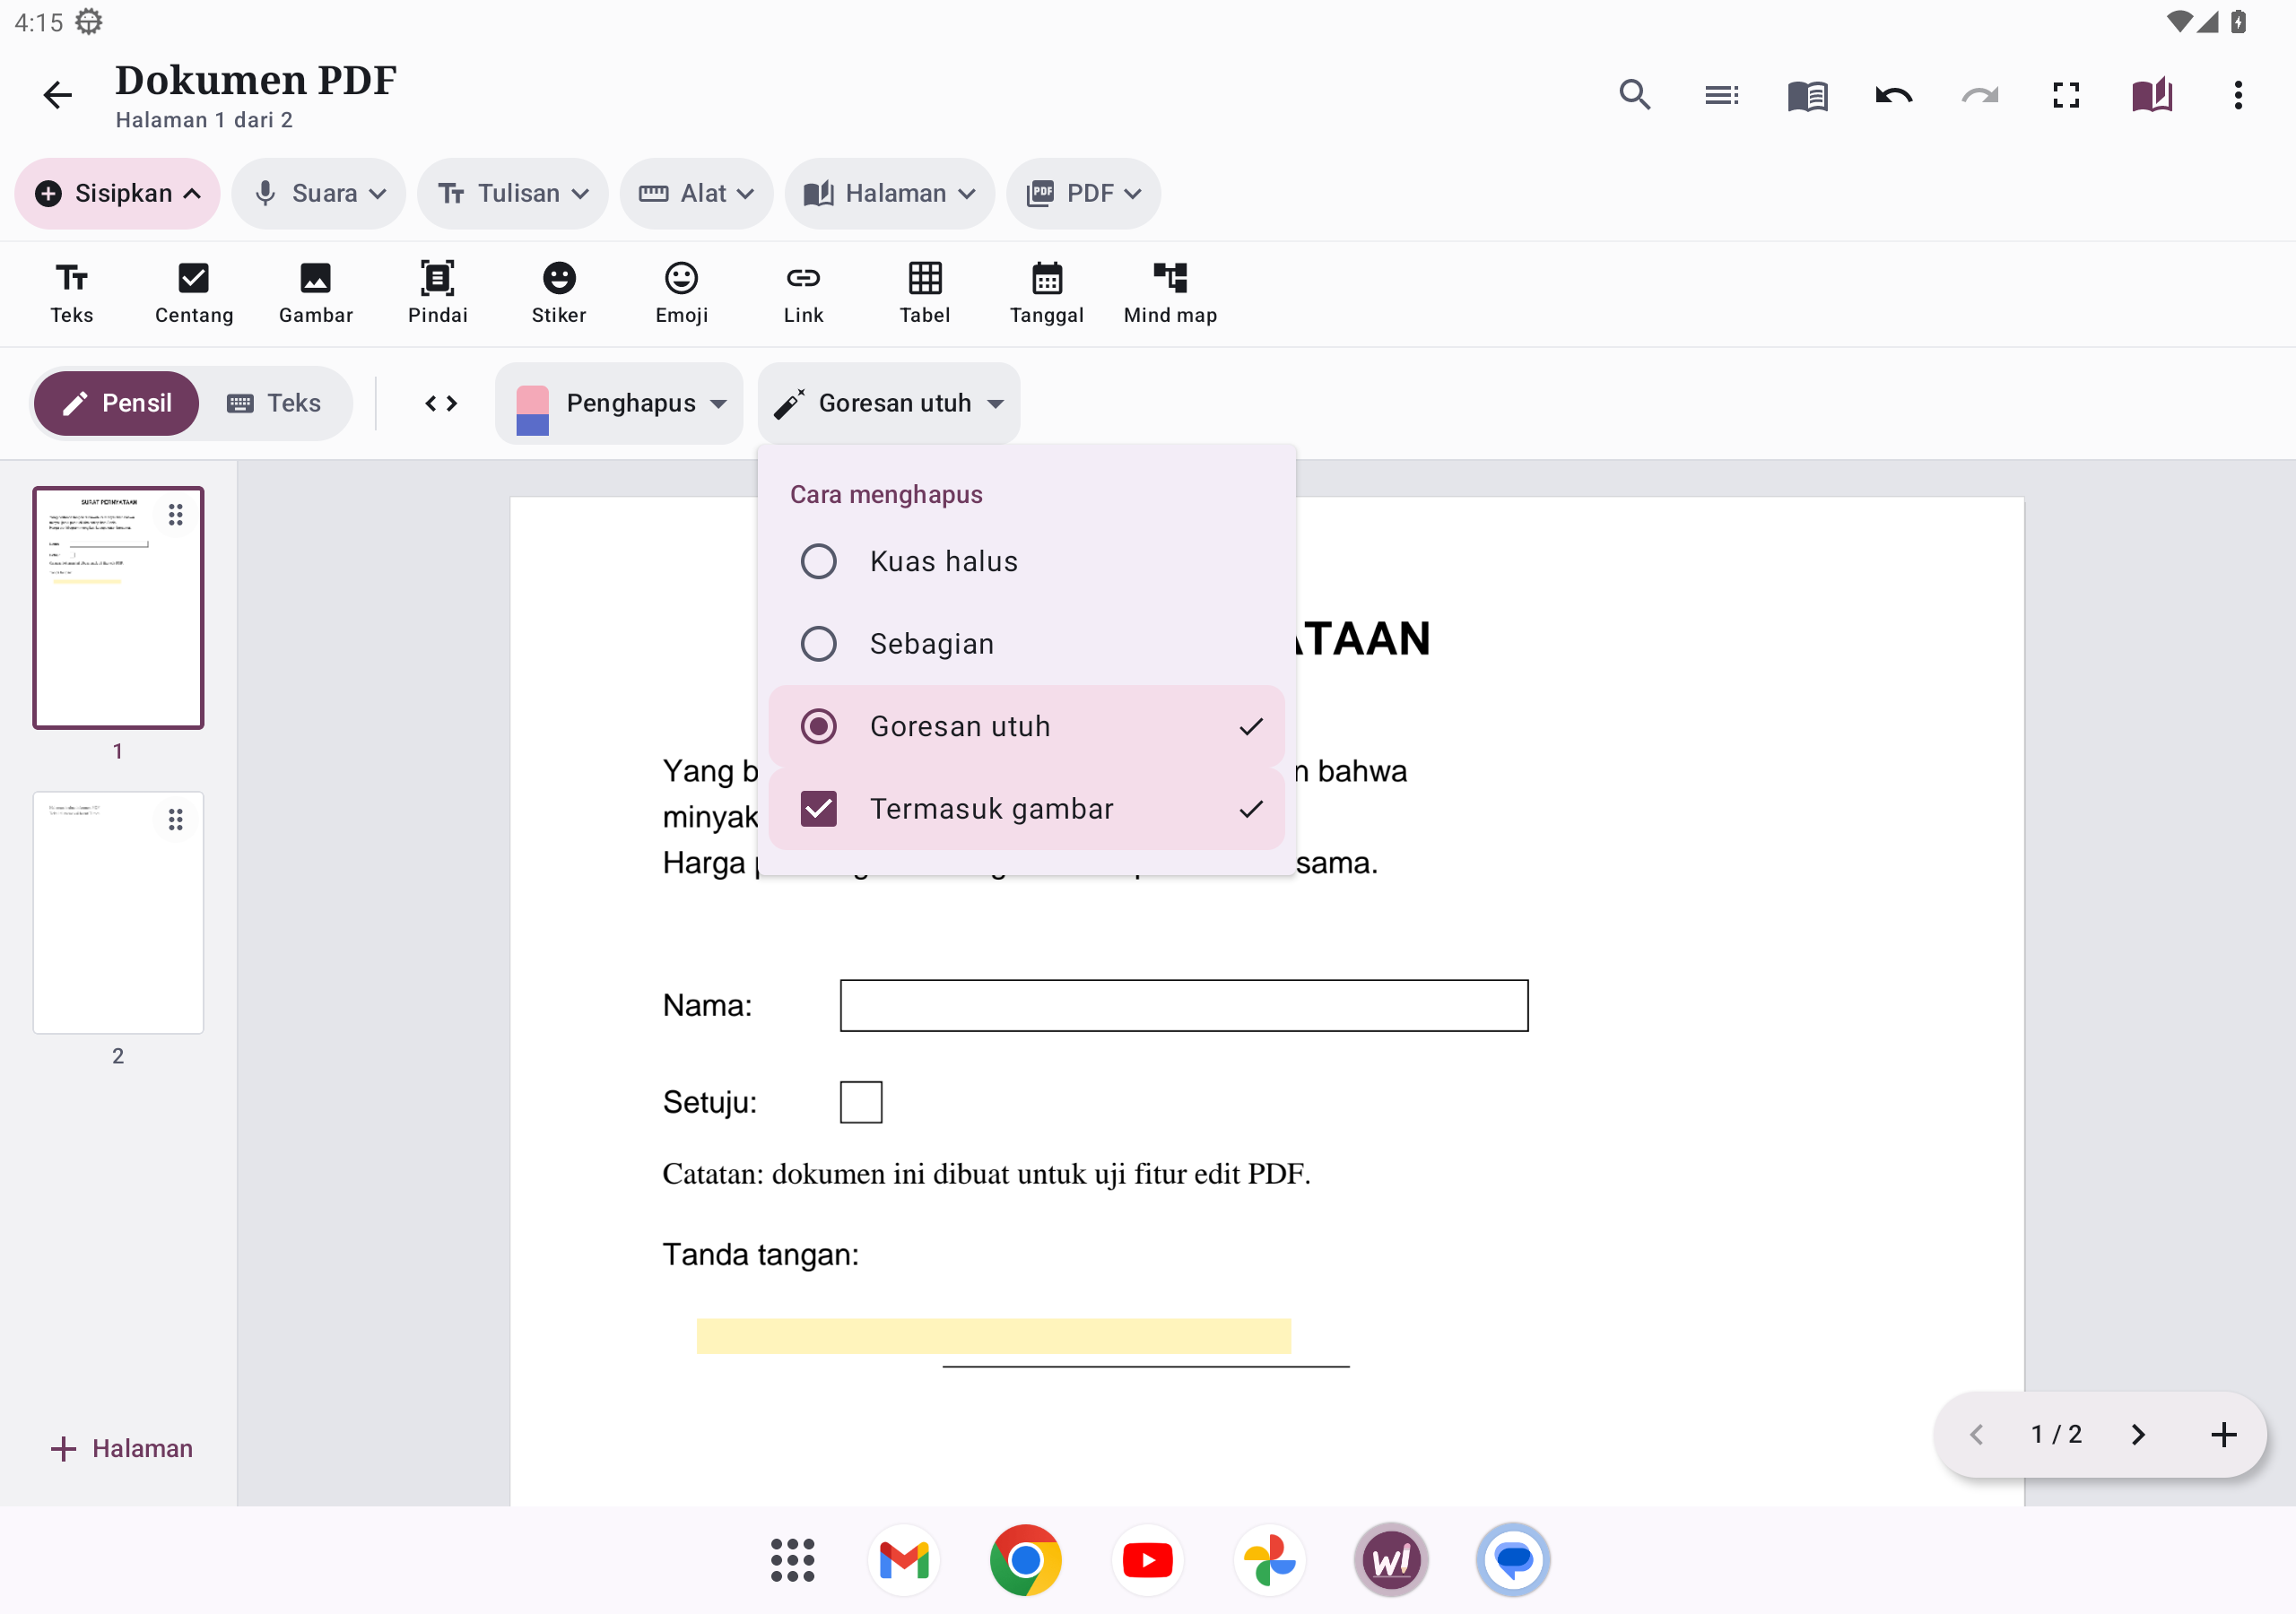 4:15
Dokumen PDF
Halaman 1 dari 2
Sisipkan
Suara
Tulisan
Alat
Halaman
PDF
Teks
Centang
Gambar
Pindai
Stiker
Emoji
Link
Tabel
Tanggal
Mind map
Pensil
Teks
Penghapus
Goresan utuh
Cara menghapus
Kuas halus
Sebagian
Goresan utuh
Termasuk gambar
SURAT PERNYATAAN
1
2
Halaman
ATAAN
Yang b
n bahwa
minyak
Harga
sama.
Nama:
Setuju:
Catatan: dokumen ini dibuat untuk uji fitur edit PDF.
Tanda tangan:
1 / 2